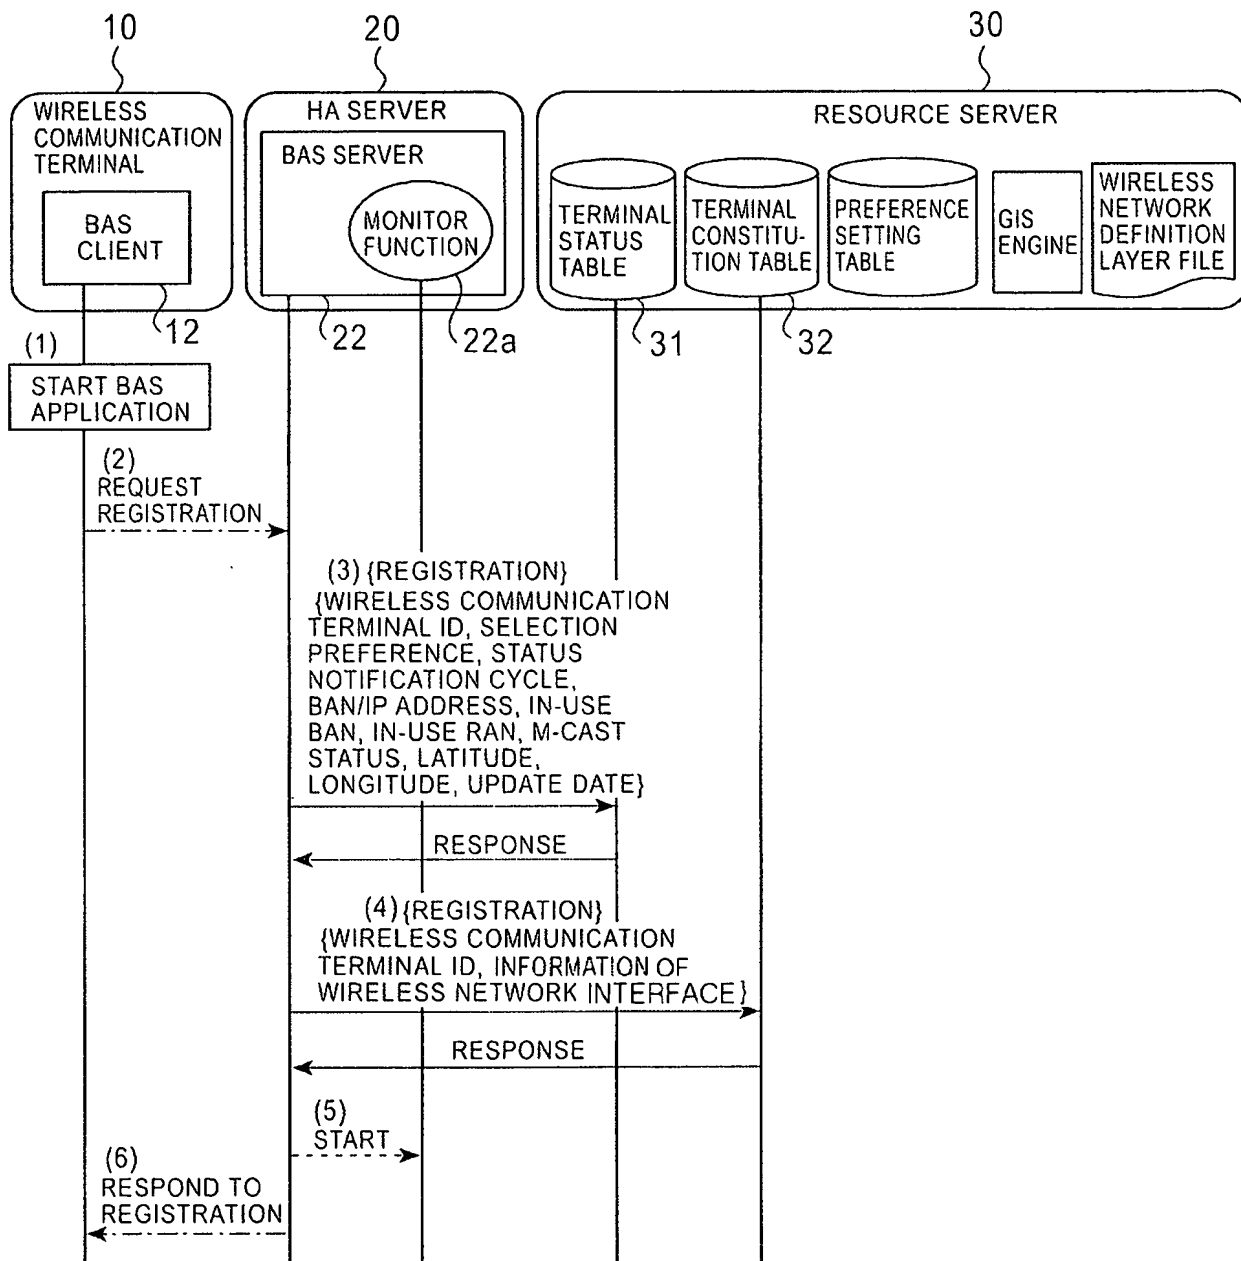 10
20
30
WIRELESS
COMMUNICATION
TERMINAL
BAS
CLIENT
12
HA SERVER
BAS SERVER
MONITOR
FUNCTION
22
22a
RESOURCE SERVER
TERMINAL
STATUS
TABLE
31
TERMINAL
CONSTITU-
TION TABLE
32
PREFERENCE
SETTING
TABLE
GIS
ENGINE
WIRELESS
NETWORK
DEFINITION
LAYER FILE
(1)
START BAS
APPLICATION
(2)
REQUEST
REGISTRATION
(3) {REGISTRATION}
{WIRELESS COMMUNICATION
TERMINAL ID, SELECTION
PREFERENCE, STATUS
NOTIFICATION CYCLE,
BAN/IP ADDRESS, IN-USE
BAN, IN-USE RAN, M-CAST
STATUS, LATITUDE,
LONGITUDE, UPDATE DATE}
RESPONSE
(4) {REGISTRATION}
{WIRELESS COMMUNICATION
TERMINAL ID, INFORMATION OF
WIRELESS NETWORK INTERFACE}
RESPONSE
(5)
START
(6)
RESPOND TO
REGISTRATION